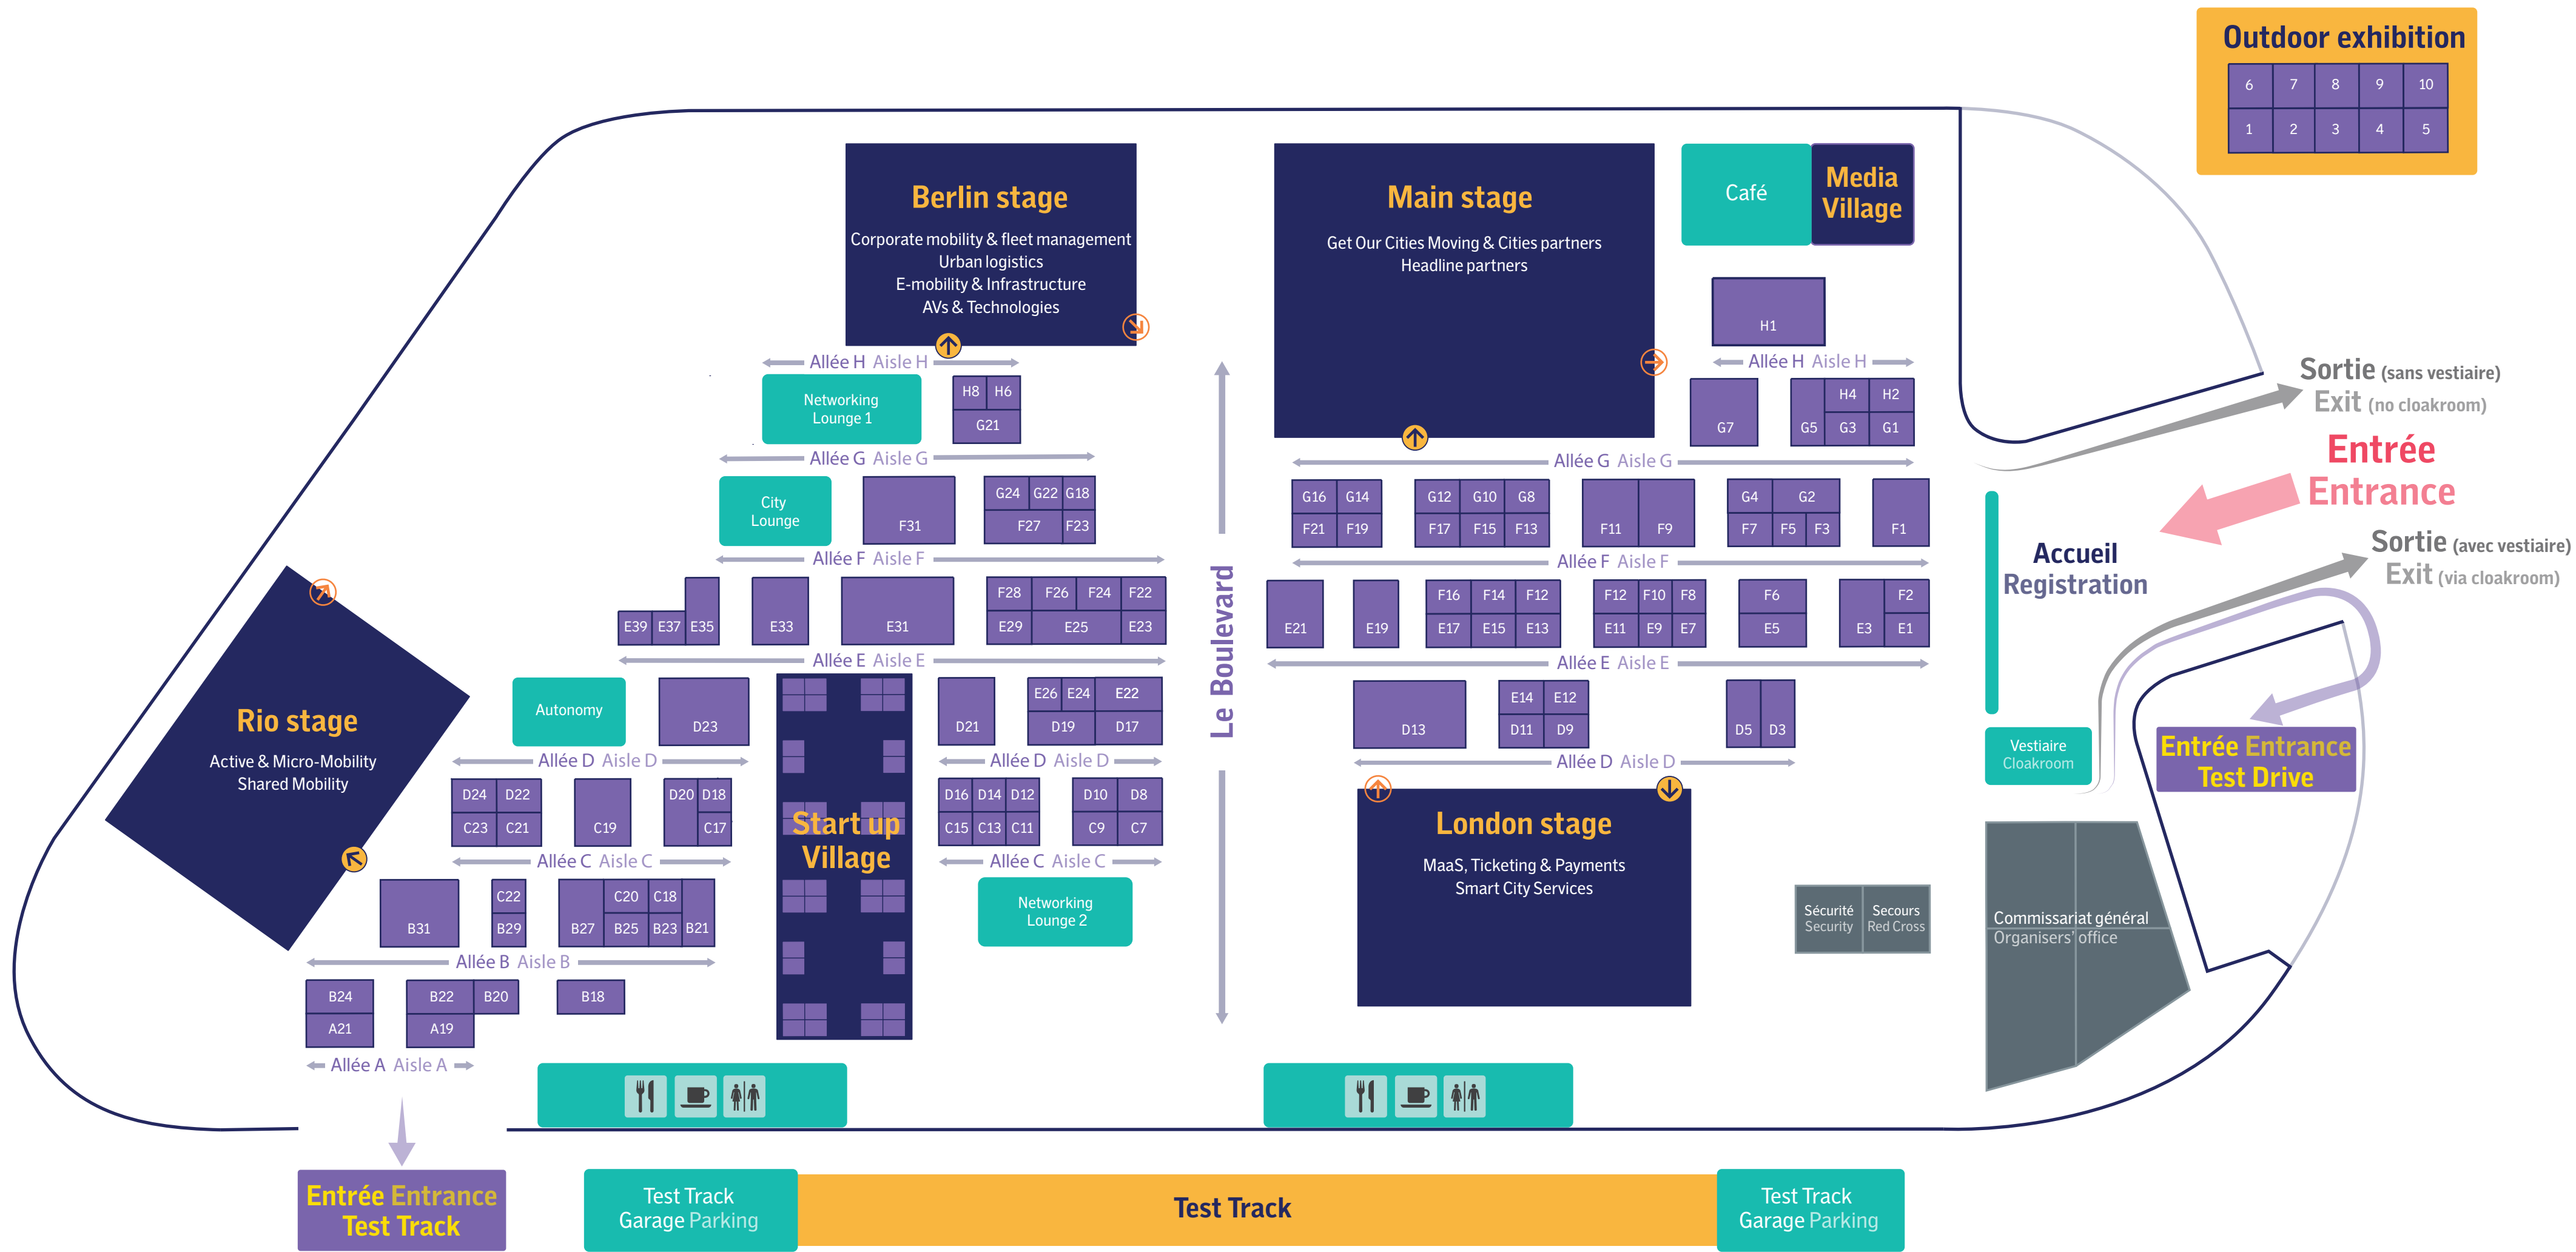 Outdoor exhibition
6 7 8 9 10
1 2 3 4 5
Berlin stage
Corporate mobility & fleet management
Urban logistics
E-mobility & Infrastructure
AVs & Technologies
Main stage
Get Our Cities Moving & Cities partners
Headline partners
Café
Media
Village
H1
Allée H Aisle H
Allée H Aisle H
Networking
Lounge 1
H8 H6
G21
G7
H4 H2
G5 G3 G1
Allée G Aisle G
Allée G Aisle G
City
Lounge
F31
G24 G22 G18
F27 F23
G16 G14
F21 F19
G12 G10 G8
F17 F15 F13
F11 F9
G4 G2
F7 F5 F3
F1
Allée F Aisle F
Allée F Aisle F
E39 E37 E35
E33
E31
F28 F26 F24 F22
E29 E25 E23
E21
E19
F16 F14 F12
E17 E15 E13
F12 F10 F8
E11 E9 E7
F6
E5
F2
E3 E1
Allée E Aisle E
Allée E Aisle E
Le Boulevard
Autonomy
D23
D21
E26 E24 E22
D19 D17
D13
E14 E12
D11 D9
D5 D3
Allée D Aisle D
Allée D Aisle D
Allée D Aisle D
Rio stage
Active & Micro-Mobility
Shared Mobility
D24 D22
C23 C21
C19
D20 D18
C17
Start up
Village
D16 D14 D12
C15 C13 C11
D10 D8
C9 C7
Allée C Aisle C
Allée C Aisle C
London stage
MaaS, Ticketing & Payments
Smart City Services
B31
C22
B29
C20 C18
B27 B25 B23 B21
Networking
Lounge 2
Allée B Aisle B
B24
A21
B22 B20
A19
B18
Allée A Aisle A
Sécurité
Security
Secours
Red Cross
Sortie (sans vestiaire)
Exit (no cloakroom)
Entrée
Entrance
Sortie (avec vestiaire)
Exit (via cloakroom)
Accueil
Registration
Vestiaire
Cloakroom
Entrée Entrance
Test Drive
Commissariat général
Organisers' office
Entrée Entrance
Test Track
Test Track
Garage Parking
Test Track
Test Track
Garage Parking